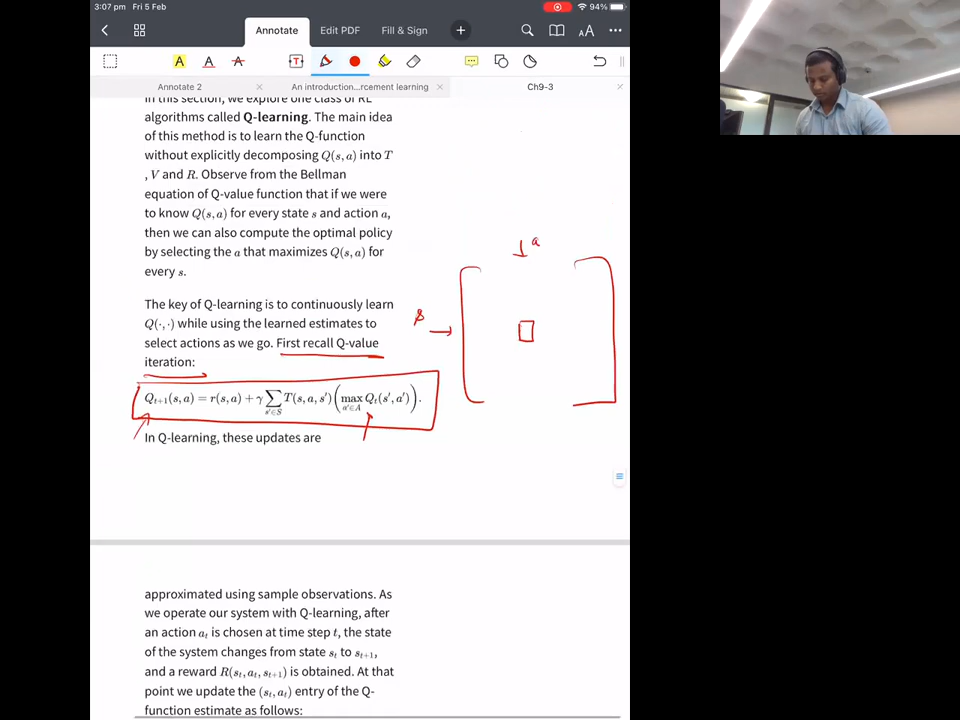 3:07 pm Fri 5 Feb
94%
Annotate
Edit PDF
Fill & Sign
Annotate 2
An introduction...rcement learning
Ch9-3
in this section, we explore one class of RL
algorithms called Q-learning. The main idea
of this method is to learn the Q-function
without explicitly decomposing Q(s, a) into T
, V and R. Observe from the Bellman
equation of Q-value function that if we were
to know Q(s, a) for every state s and action a,
then we can also compute the optimal policy
by selecting the a that maximizes Q(s, a) for
every s.
The key of Q-learning is to continuously learn
Q(·, ·) while using the learned estimates to
select actions as we go. First recall Q-value
iteration:
Q_{t+1}(s, a) = r(s, a) + γ ∑_{s'∈S} T(s, a, s') (max_{a'∈A} Q_t(s', a')).
In Q-learning, these updates are
a
s
approximated using sample observations. As
we operate our system with Q-learning, after
an action a_t is chosen at time step t, the state
of the system changes from state s_t to s_{t+1},
and a reward R(s_t, a_t, s_{t+1}) is obtained. At that
point we update the (s_t, a_t) entry of the Q-
function estimate as follows: